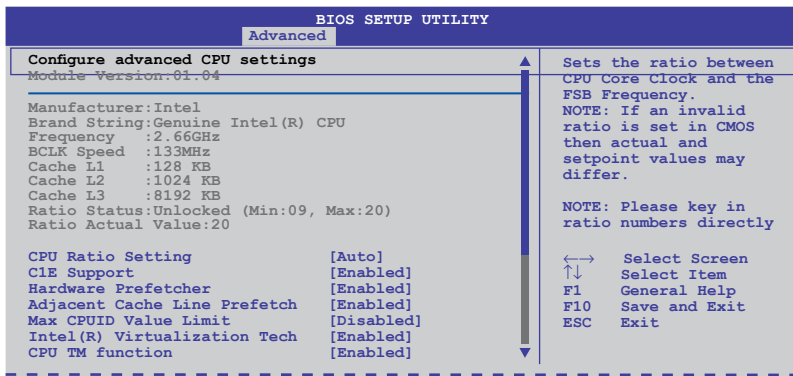 BIOS SETUP UTILITY
Advanced
Configure advanced CPU settings
Module Version:01.04
Manufacturer:Intel
Brand String:Genuine Intel(R) CPU
Frequency :2.66GHz
BCLK Speed :133MHz
Cache L1 :128 KB
Cache L2 :1024 KB
Cache L3 :8192 KB
Ratio Status:Unlocked (Min:09, Max:20)
Ratio Actual Value:20
CPU Ratio Setting [Auto]
C1E Support [Enabled]
Hardware Prefetcher [Enabled]
Adjacent Cache Line Prefetch [Enabled]
Max CPUID Value Limit [Disabled]
Intel(R) Virtualization Tech [Enabled]
CPU TM function [Enabled]
Sets the ratio between
CPU Core Clock and the
FSB Frequency.
NOTE: If an invalid
ratio is set in CMOS
then actual and
setpoint values may
differ.
NOTE: Please key in
ratio numbers directly
←→ Select Screen
↑↓ Select Item
F1 General Help
F10 Save and Exit
ESC Exit